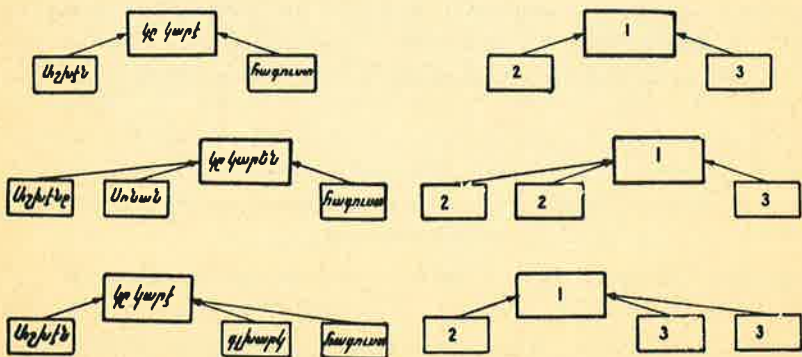 կը կարէ 1
Աշխէն հագուստ 2 3
կը կարեն 1
Աշխէնը Սոնան հագուստ 2 2 3
կը կարէ 1
Աշխէն գլխարկ հագուստ 2 3 3